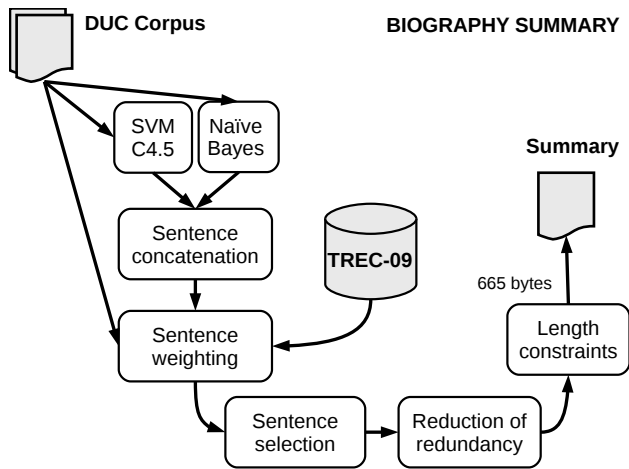 DUC Corpus
BIOGRAPHY SUMMARY
SVM
C4.5
Naïve
Bayes
Summary
Sentence
concatenation
TREC-09
665 bytes
Sentence
weighting
Length
constraints
Sentence
selection
Reduction of
redundancy